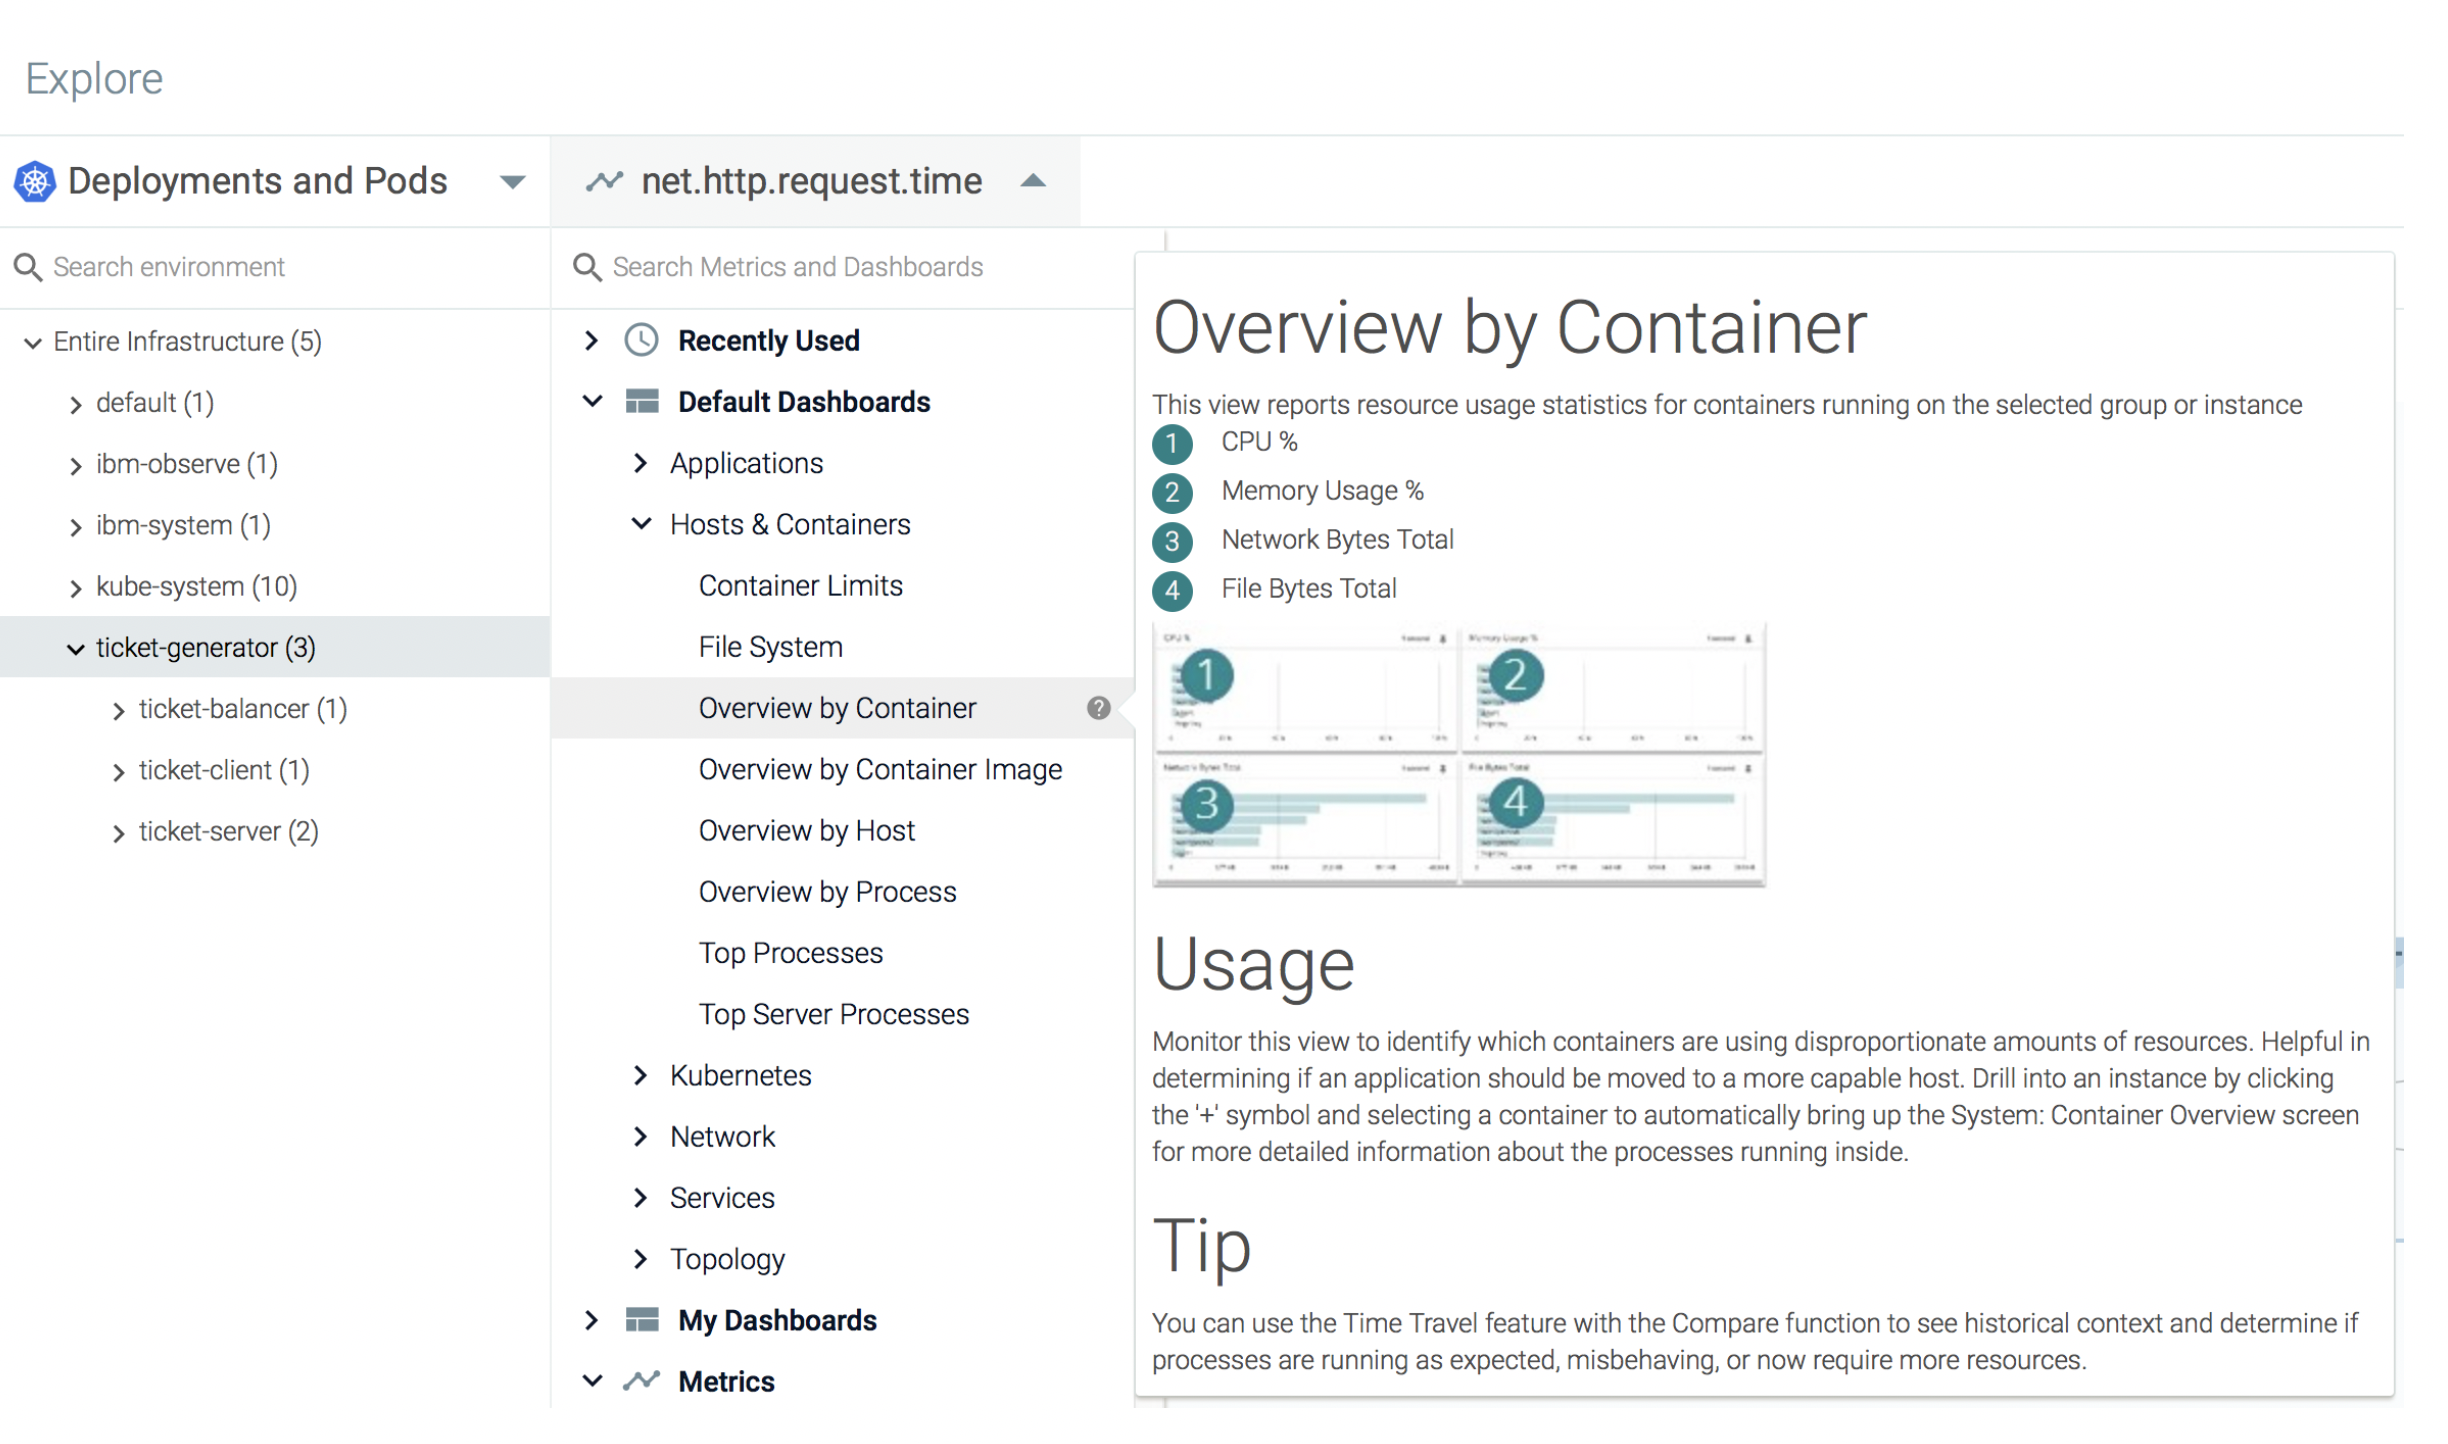 Explore
Deployments and Pods
net.http.request.time
Search environment
Search Metrics and Dashboards
Entire Infrastructure (5)
default (1)
ibm-observe (1)
ibm-system (1)
kube-system (10)
ticket-generator (3)
ticket-balancer (1)
ticket-client (1)
ticket-server (2)
Recently Used
Default Dashboards
Applications
Hosts & Containers
Container Limits
File System
Overview by Container
?
Overview by Container Image
Overview by Host
Overview by Process
Top Processes
Top Server Processes
Kubernetes
Network
Services
Topology
My Dashboards
Metrics
Overview by Container
This view reports resource usage statistics for containers running on the selected group or instance
1 CPU %
2 Memory Usage %
3 Network Bytes Total
4 File Bytes Total
CPU %
Memory Usage %
1
2
Network Bytes Total
File Bytes Total
3
4
Usage
Monitor this view to identify which containers are using disproportionate amounts of resources. Helpful in
determining if an application should be moved to a more capable host. Drill into an instance by clicking
the '+' symbol and selecting a container to automatically bring up the System: Container Overview screen
for more detailed information about the processes running inside.
Tip
You can use the Time Travel feature with the Compare function to see historical context and determine if
processes are running as expected, misbehaving, or now require more resources.